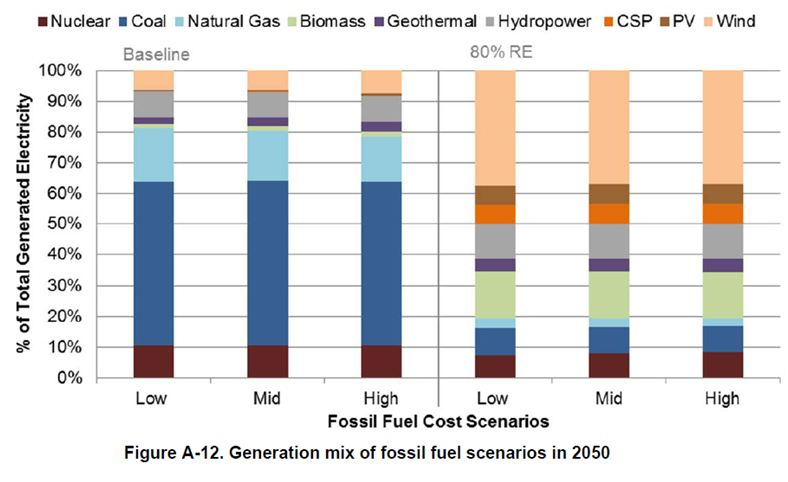 Nuclear Coal Natural Gas Biomass Geothermal Hydropower CSP PV Wind
Baseline
80% RE
100%
90%
80%
70%
60%
50%
40%
30%
20%
10%
0%
% of Total Generated Electricity
Low Mid High Low Mid High
Fossil Fuel Cost Scenarios
Figure A-12. Generation mix of fossil fuel scenarios in 2050